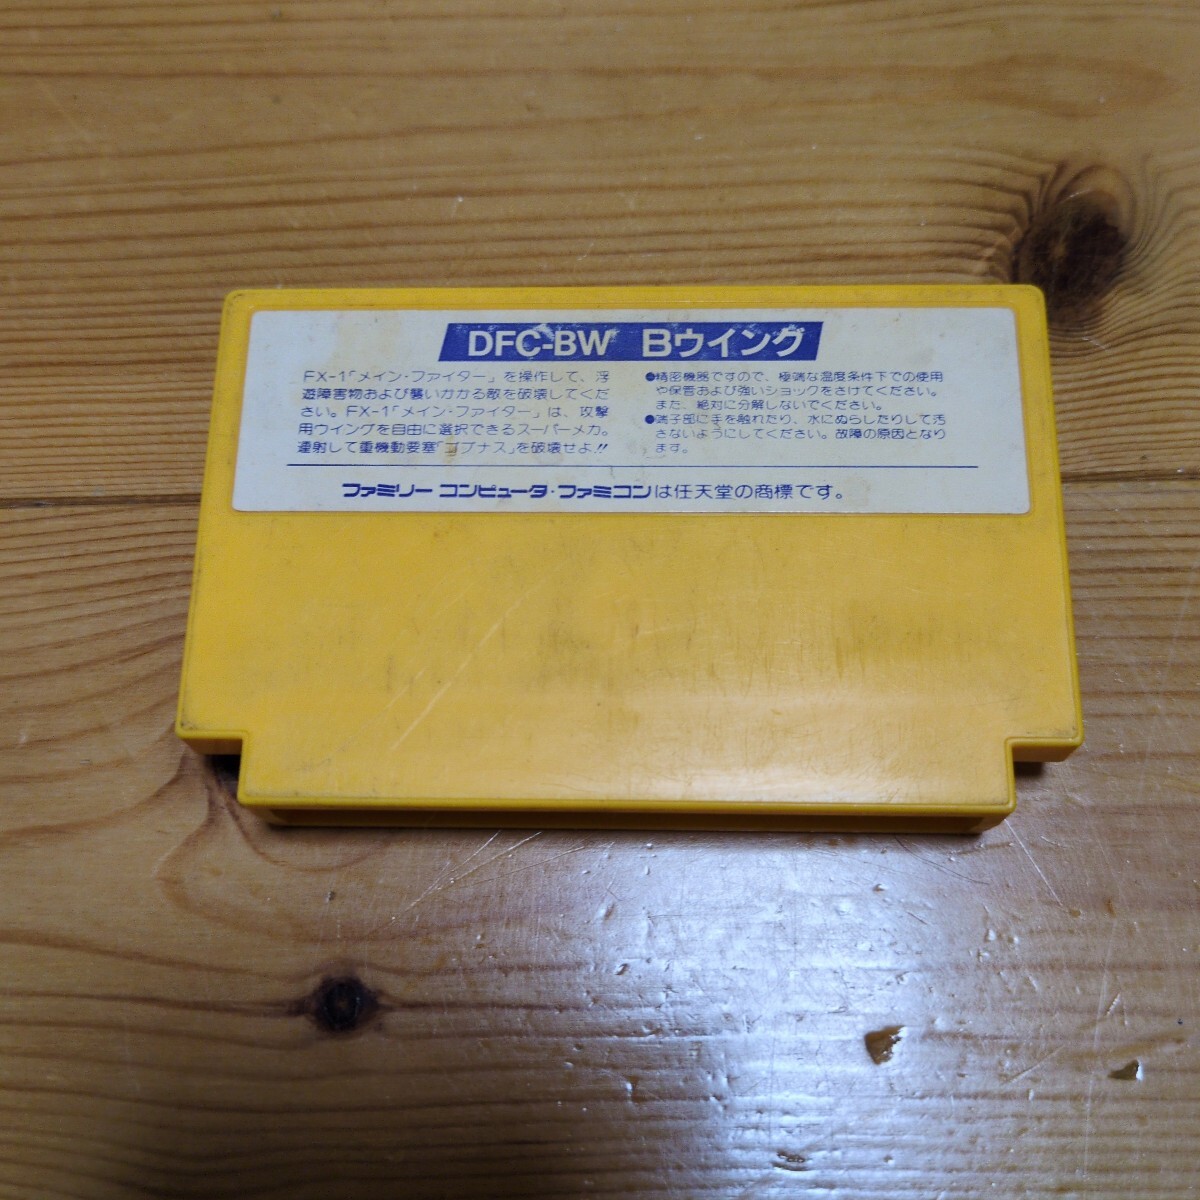 DFC-BW Bウイング
FX-1「メイン・ファイター」を操作して、浮
遊障害物および襲いかかる敵を破壊してくだ
さい。FX-1「メイン・ファイター」は、攻撃
用ウイングを自由に選択できるスーパーメカ。
連射して重機動要塞「ゴブナス」を破壊せよ!!
●精密機器ですので、極端な温度条件下での使用
や保管および強いショックをさけてください。
また、絶対に分解しないでください。
●端子部に手を触れたり、水にぬらしたりして汚
さないようにしてください。故障の原因となり
ます。
ファミリー コンピュータ・ファミコンは任天堂の商標です。